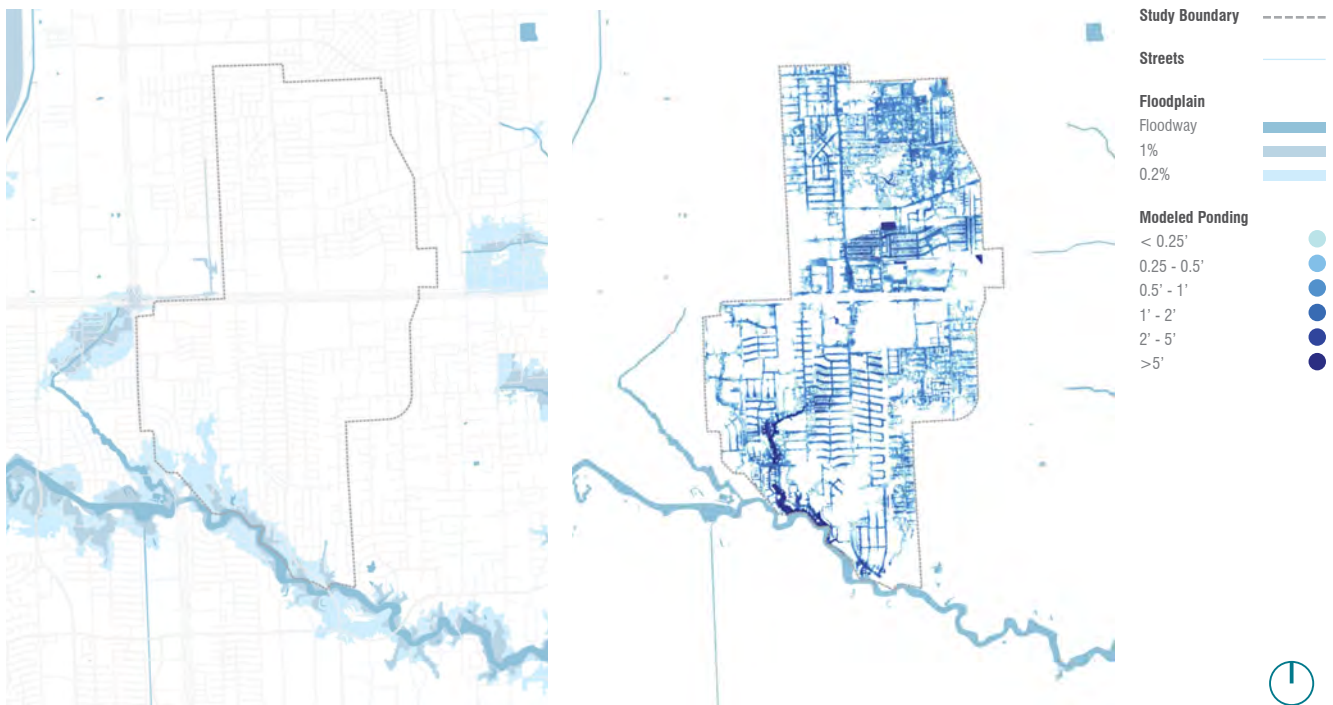 Study Boundary
Streets
Floodplain
Floodway
1%
0.2%
Modeled Ponding
< 0.25'
0.25 - 0.5'
0.5' - 1'
1' - 2'
2' - 5'
>5'